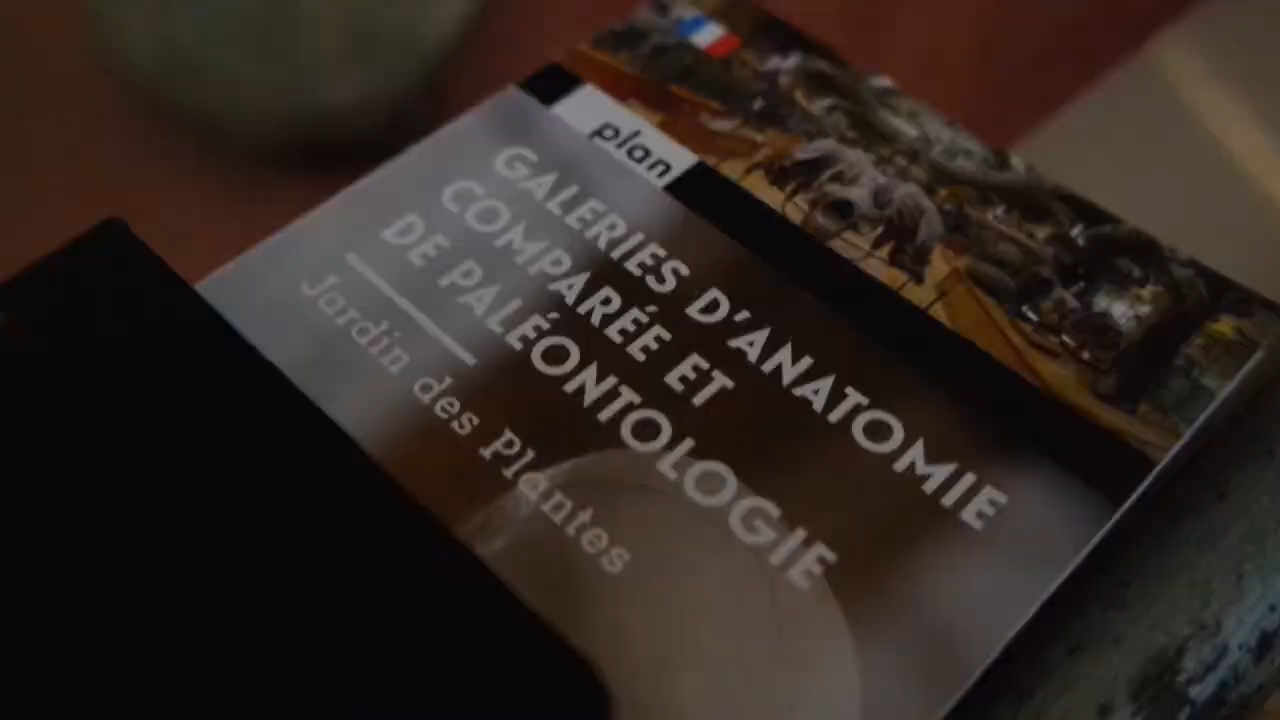 plan
GALERIES D'ANATOMIE
COMPARÉE ET
DE PALÉONTOLOGIE
Jardin des Plantes